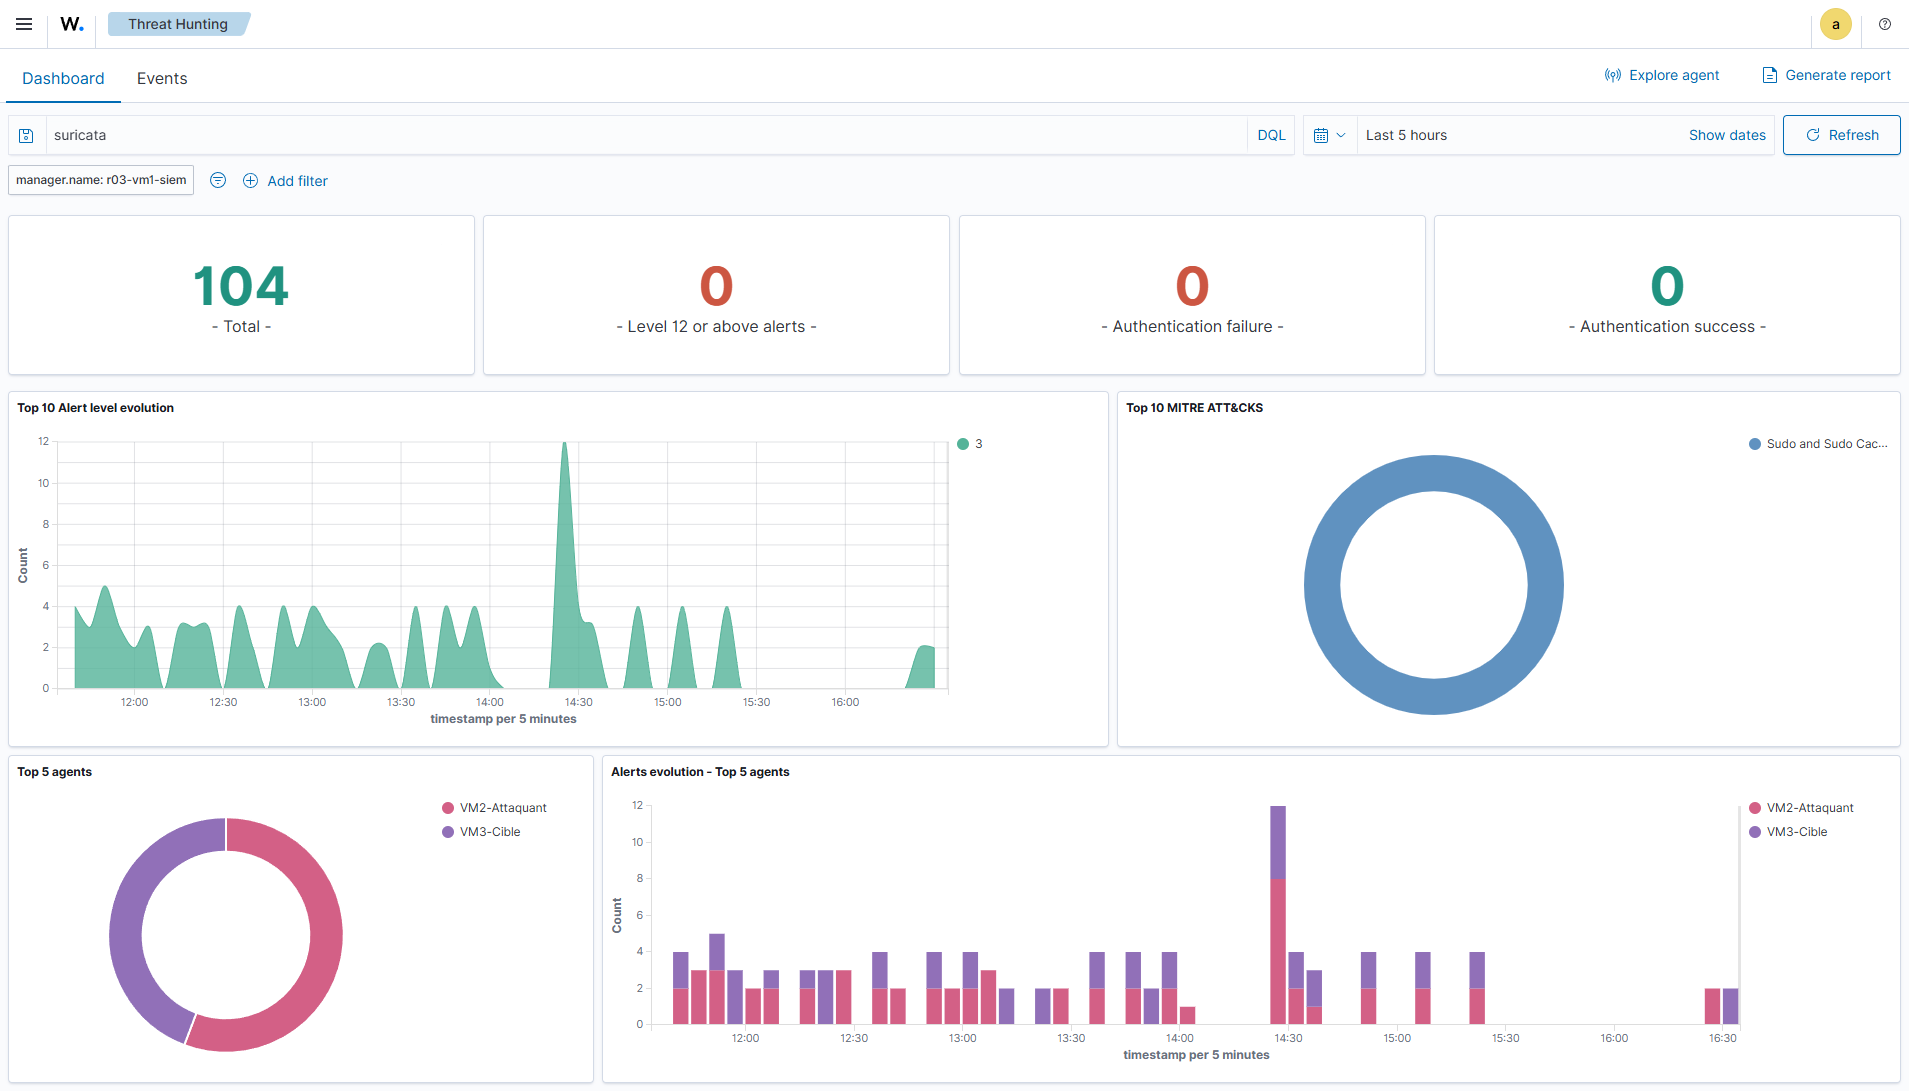 W. Threat Hunting a
Dashboard Events Explore agent Generate report
suricata DQL Last 5 hours Show dates Refresh
manager.name: r03-vm1-siem Add filter
104
- Total -
0
- Level 12 or above alerts -
0
- Authentication failure -
0
- Authentication success -
Top 10 Alert level evolution
12
10
8
6
4
2
0
Count
12:00 12:30 13:00 13:30 14:00 14:30 15:00 15:30 16:00
timestamp per 5 minutes
3
Top 10 MITRE ATT&CKS
Sudo and Sudo Cac...
Top 5 agents
VM2-Attaquant
VM3-Cible
Alerts evolution - Top 5 agents
12
10
8
6
4
2
0
Count
12:00 12:30 13:00 13:30 14:00 14:30 15:00 15:30 16:00 16:30
timestamp per 5 minutes
VM2-Attaquant
VM3-Cible